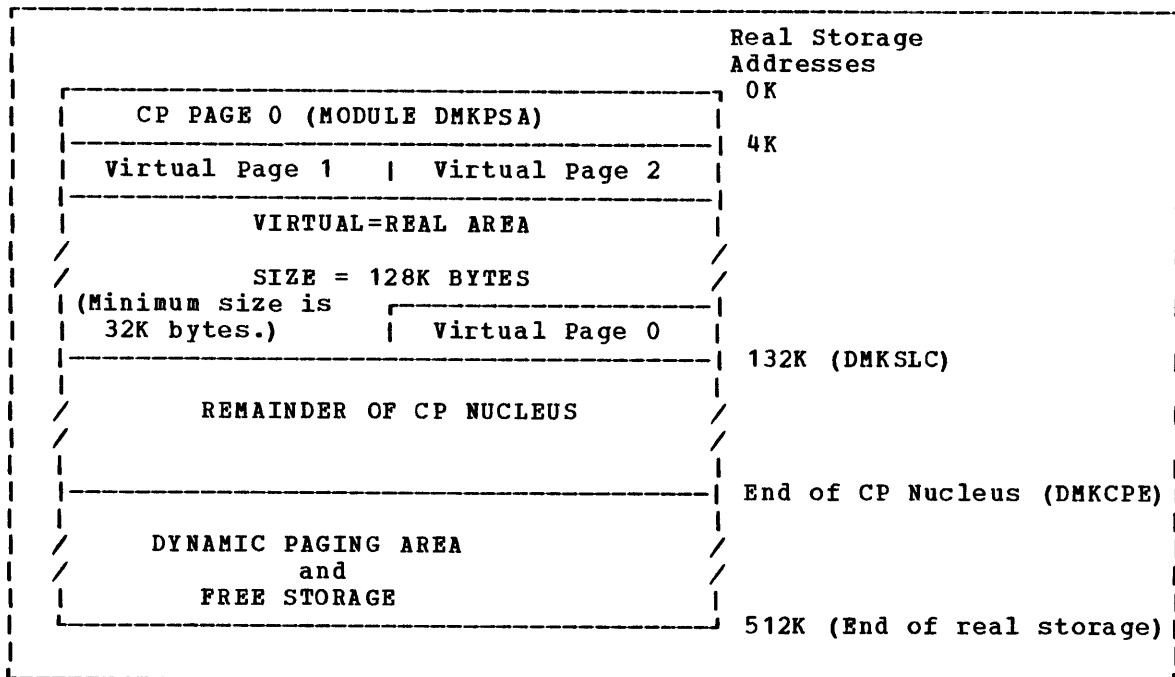 Real Storage
Addresses
0K
CP PAGE 0 (MODULE DMKPSA)
4K
Virtual Page 1 | Virtual Page 2
VIRTUAL=REAL AREA
SIZE = 128K BYTES
(Minimum size is
32K bytes.) | Virtual Page 0
132K (DMKSLC)
REMAINDER OF CP NUCLEUS
End of CP Nucleus (DMKCPE)
DYNAMIC PAGING AREA
and
FREE STORAGE
512K (End of real storage)